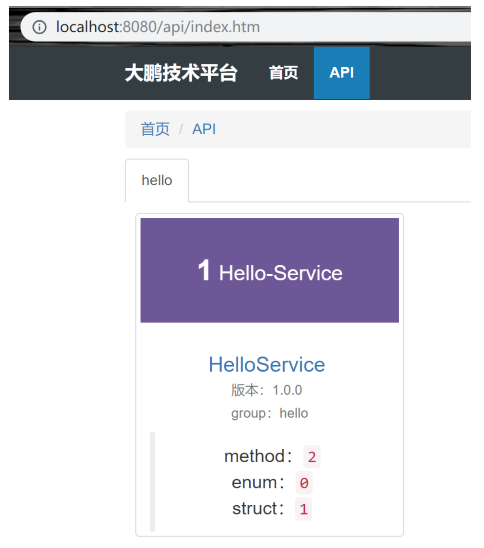 localhost:8080/api/index.htm
大鹏技术平台 首页 API
首页 / API
hello
1 Hello-Service
HelloService
版本：1.0.0
group：hello
method：2
enum：0
struct：1